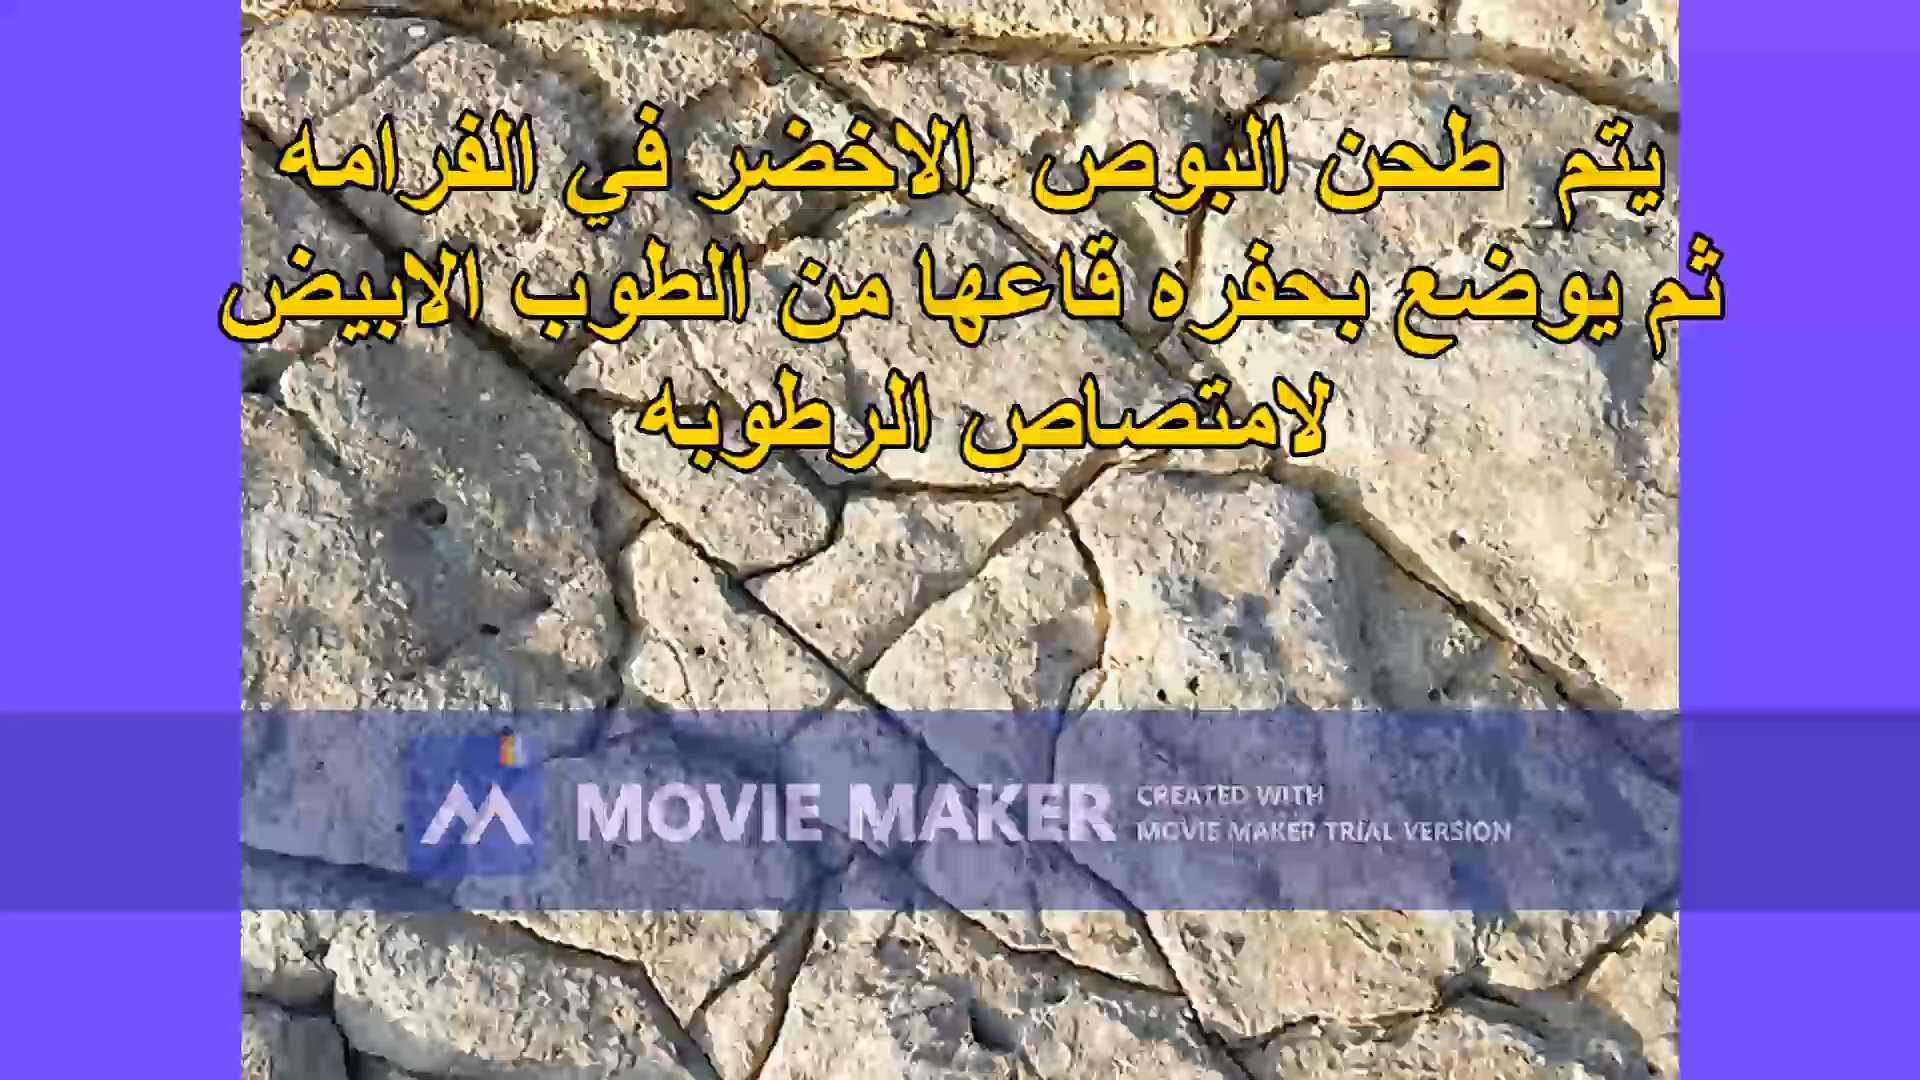 يتم طحن البوص الاخضر في الفرامه
ثم يوضع بحفره قاعها من الطوب الابيض
لامتصاص الرطوبه
MOVIE MAKER
CREATED WITH
MOVIE MAKER TRIAL VERSION